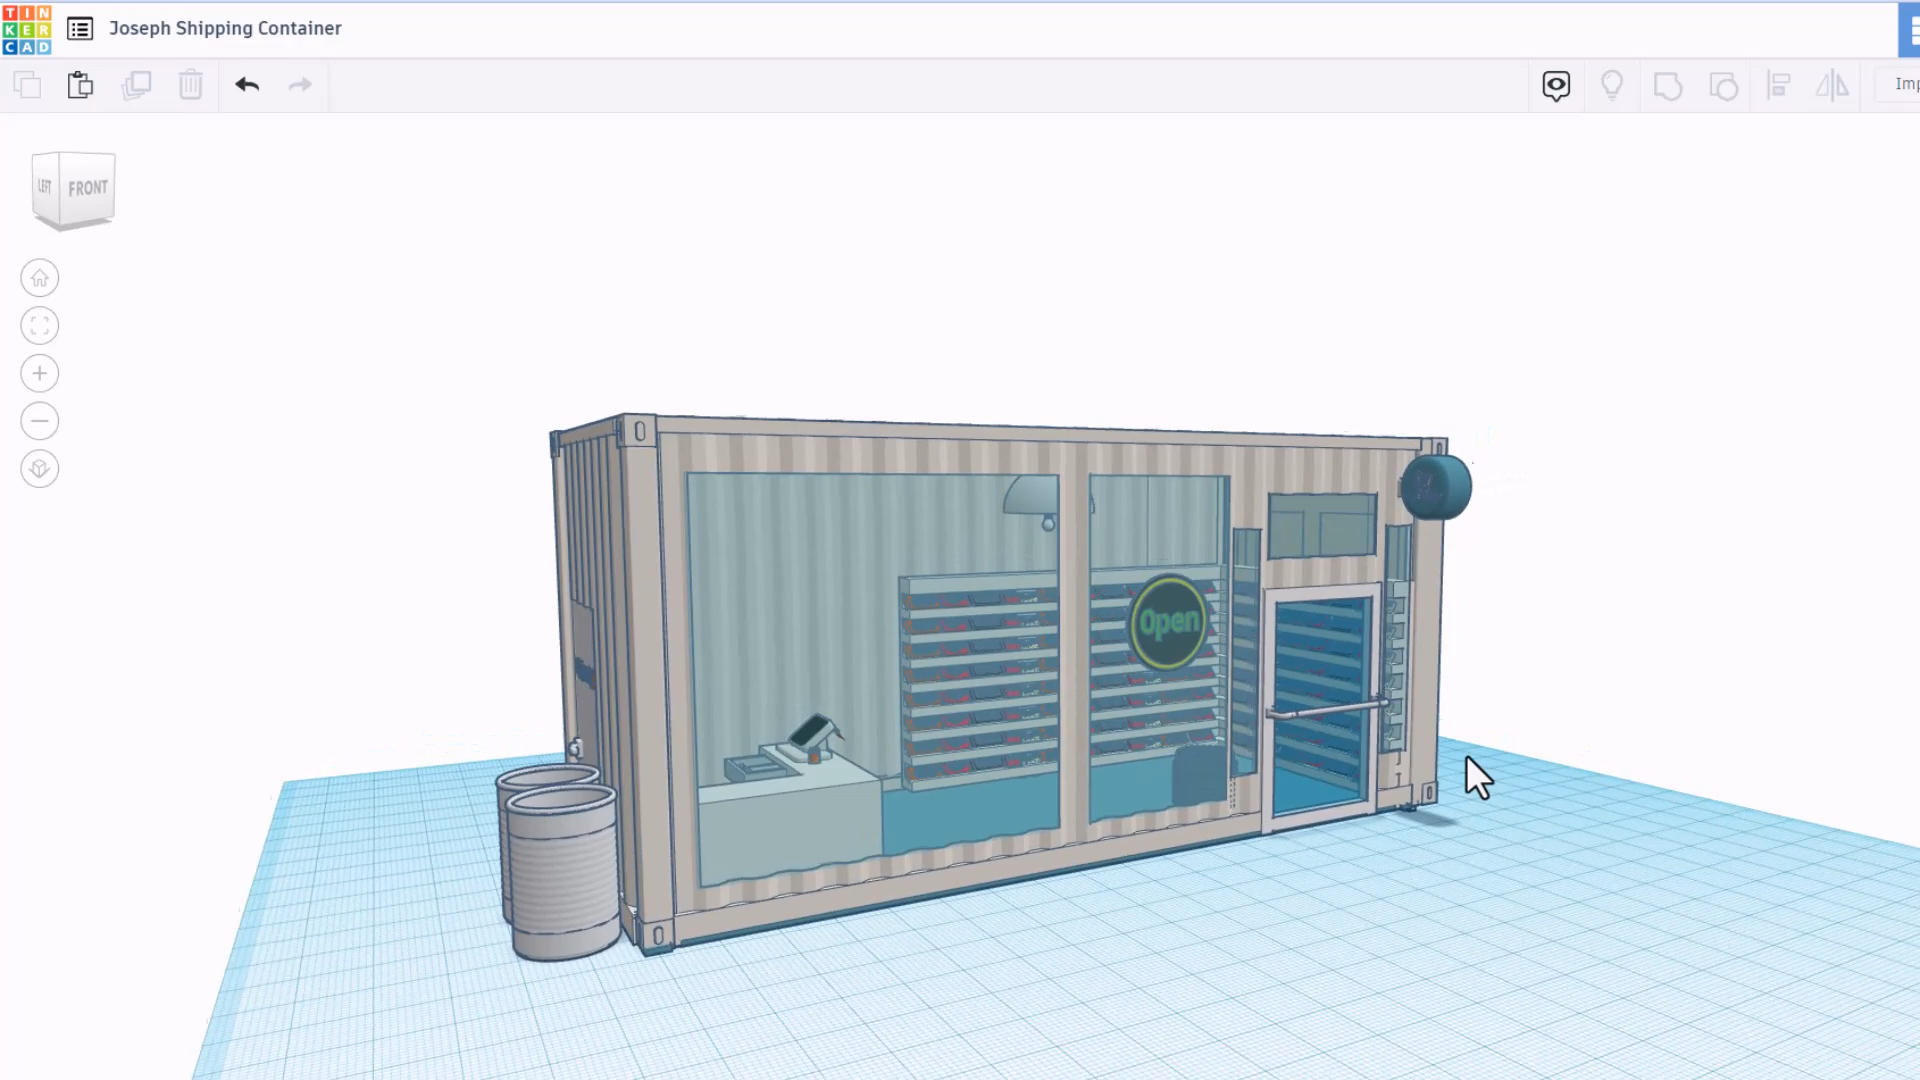 TIN
KER
CAD
Joseph Shipping Container
Imp
LEFT
FRONT
Open